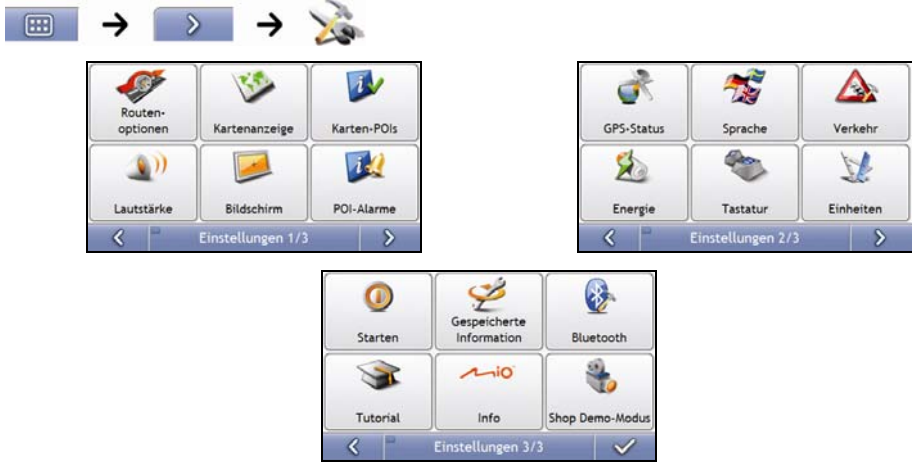 Routen-
optionen
Kartenanzeige
Karten-POIs
Lautstärke
Bildschirm
POI-Alarme
Einstellungen 1/3
GPS-Status
Sprache
Verkehr
Energie
Tastatur
Einheiten
Einstellungen 2/3
Starten
Gespeicherte
Information
Bluetooth
Mio
Tutorial
Info
Shop Demo-Modus
Einstellungen 3/3